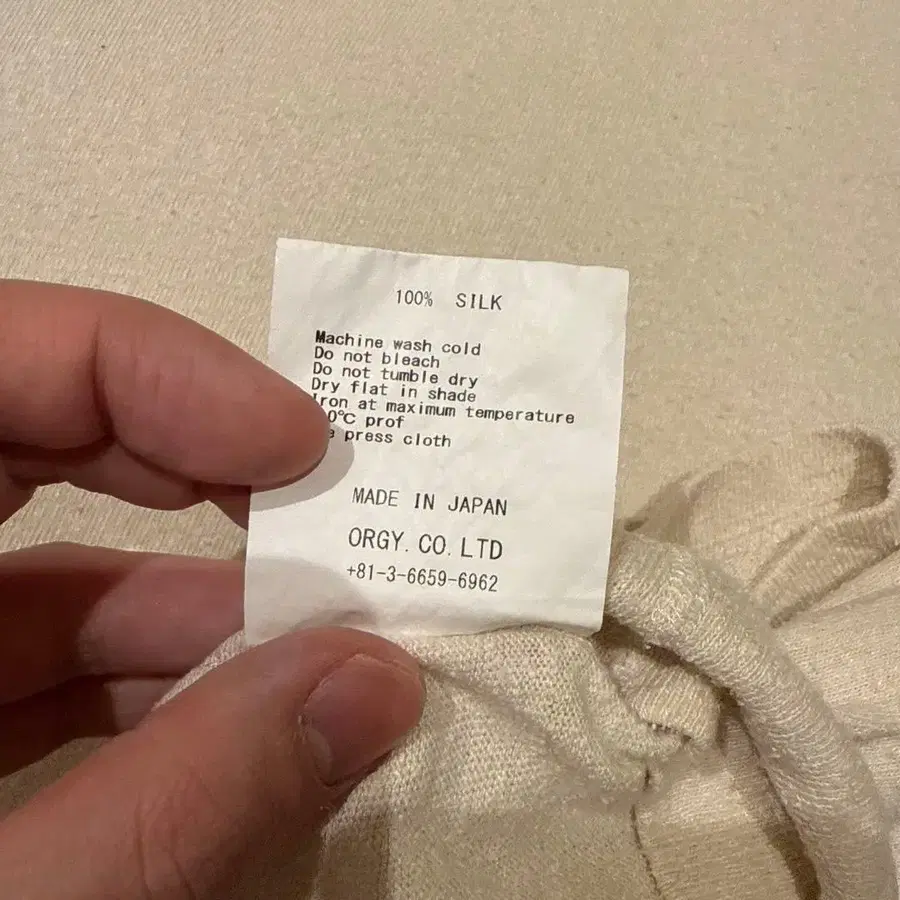 100% SILK
Machine wash cold
Do not bleach
Do not tumble dry
Dry flat in shade
Iron at maximum temperature
0℃ prof
press cloth
MADE IN JAPAN
ORGY. CO. LTD
+81-3-6659-6962